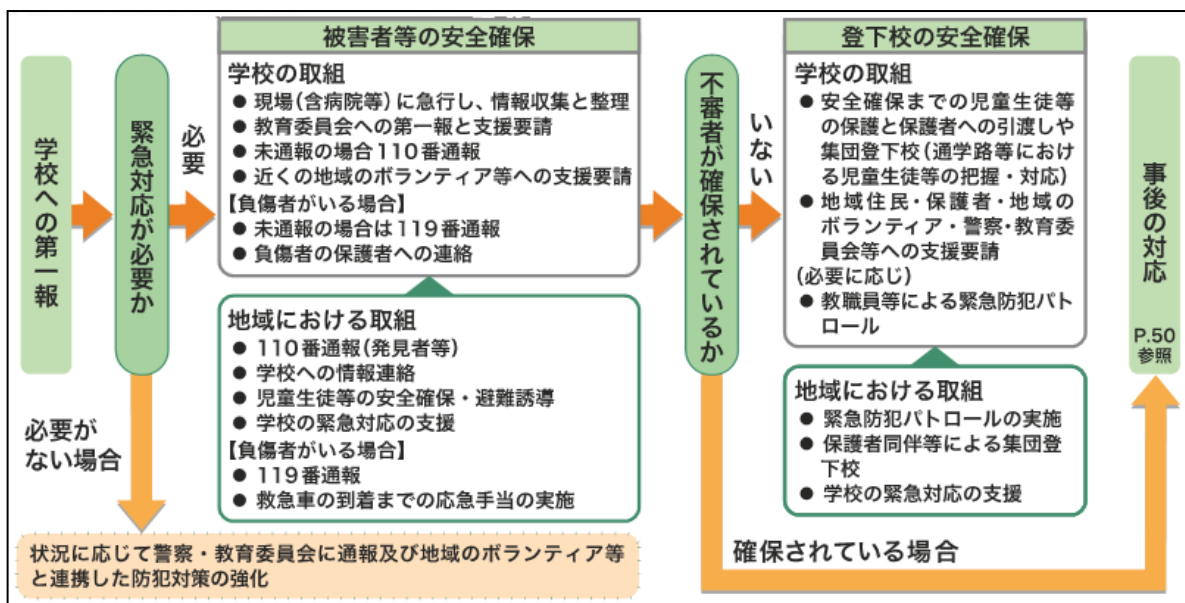 学校への第一報
緊急対応が必要か
必要
被害者等の安全確保
学校の取組
● 現場(含病院等)に急行し、情報収集と整理
● 教育委員会への第一報と支援要請
● 未通報の場合110番通報
● 近くの地域のボランティア等への支援要請
【負傷者がいる場合】
● 未通報の場合は119番通報
● 負傷者の保護者への連絡
地域における取組
● 110番通報(発見者等)
● 学校への情報連絡
● 児童生徒等の安全確保・避難誘導
● 学校の緊急対応の支援
【負傷者がいる場合】
● 119番通報
● 救急車の到着までの応急手当の実施
必要が
ない場合
状況に応じて警察・教育委員会に通報及び地域のボランティア等
と連携した防犯対策の強化
不審者が確保されているか
いない
登下校の安全確保
学校の取組
● 安全確保までの児童生徒等
の保護と保護者への引渡しや
集団登下校(通学路等におけ
る児童生徒等の把握・対応)
● 地域住民・保護者・地域の
ボランティア・警察・教育委
員会等への支援要請
(必要に応じ)
● 教職員等による緊急防犯パト
ロール
地域における取組
● 緊急防犯パトロールの実施
● 保護者同伴等による集団登
下校
● 学校の緊急対応の支援
確保されている場合
事後の対応
P.50
参照